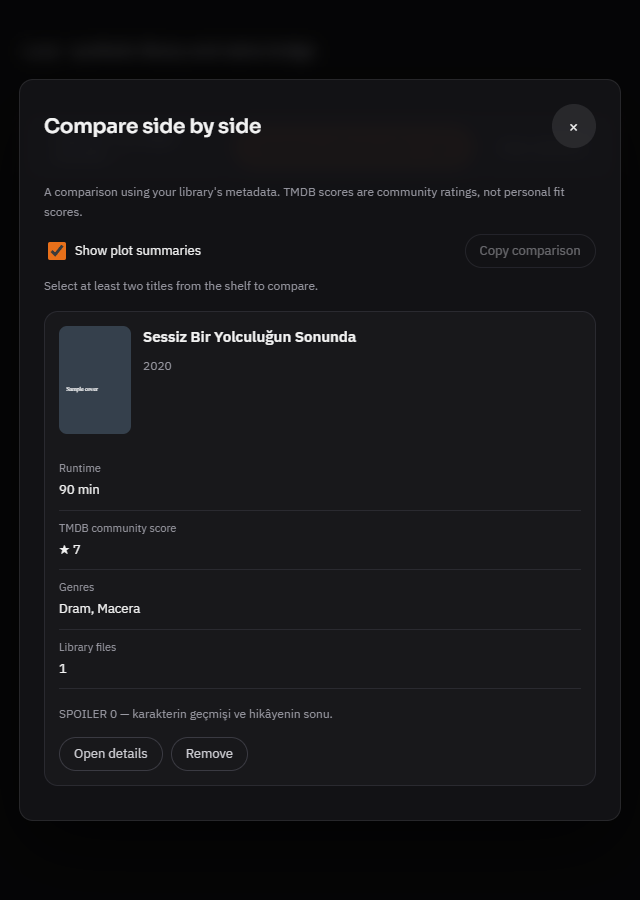 Compare side by side
×
A comparison using your library's metadata. TMDB scores are community ratings, not personal fit
scores.
Show plot summaries
Copy comparison
Select at least two titles from the shelf to compare.
Sample cover
Sessiz Bir Yolculuğun Sonunda
2020
Runtime
90 min
TMDB community score
★ 7
Genres
Dram, Macera
Library files
1
SPOILER 0 — karakterin geçmişi ve hikâyenin sonu.
Open details
Remove